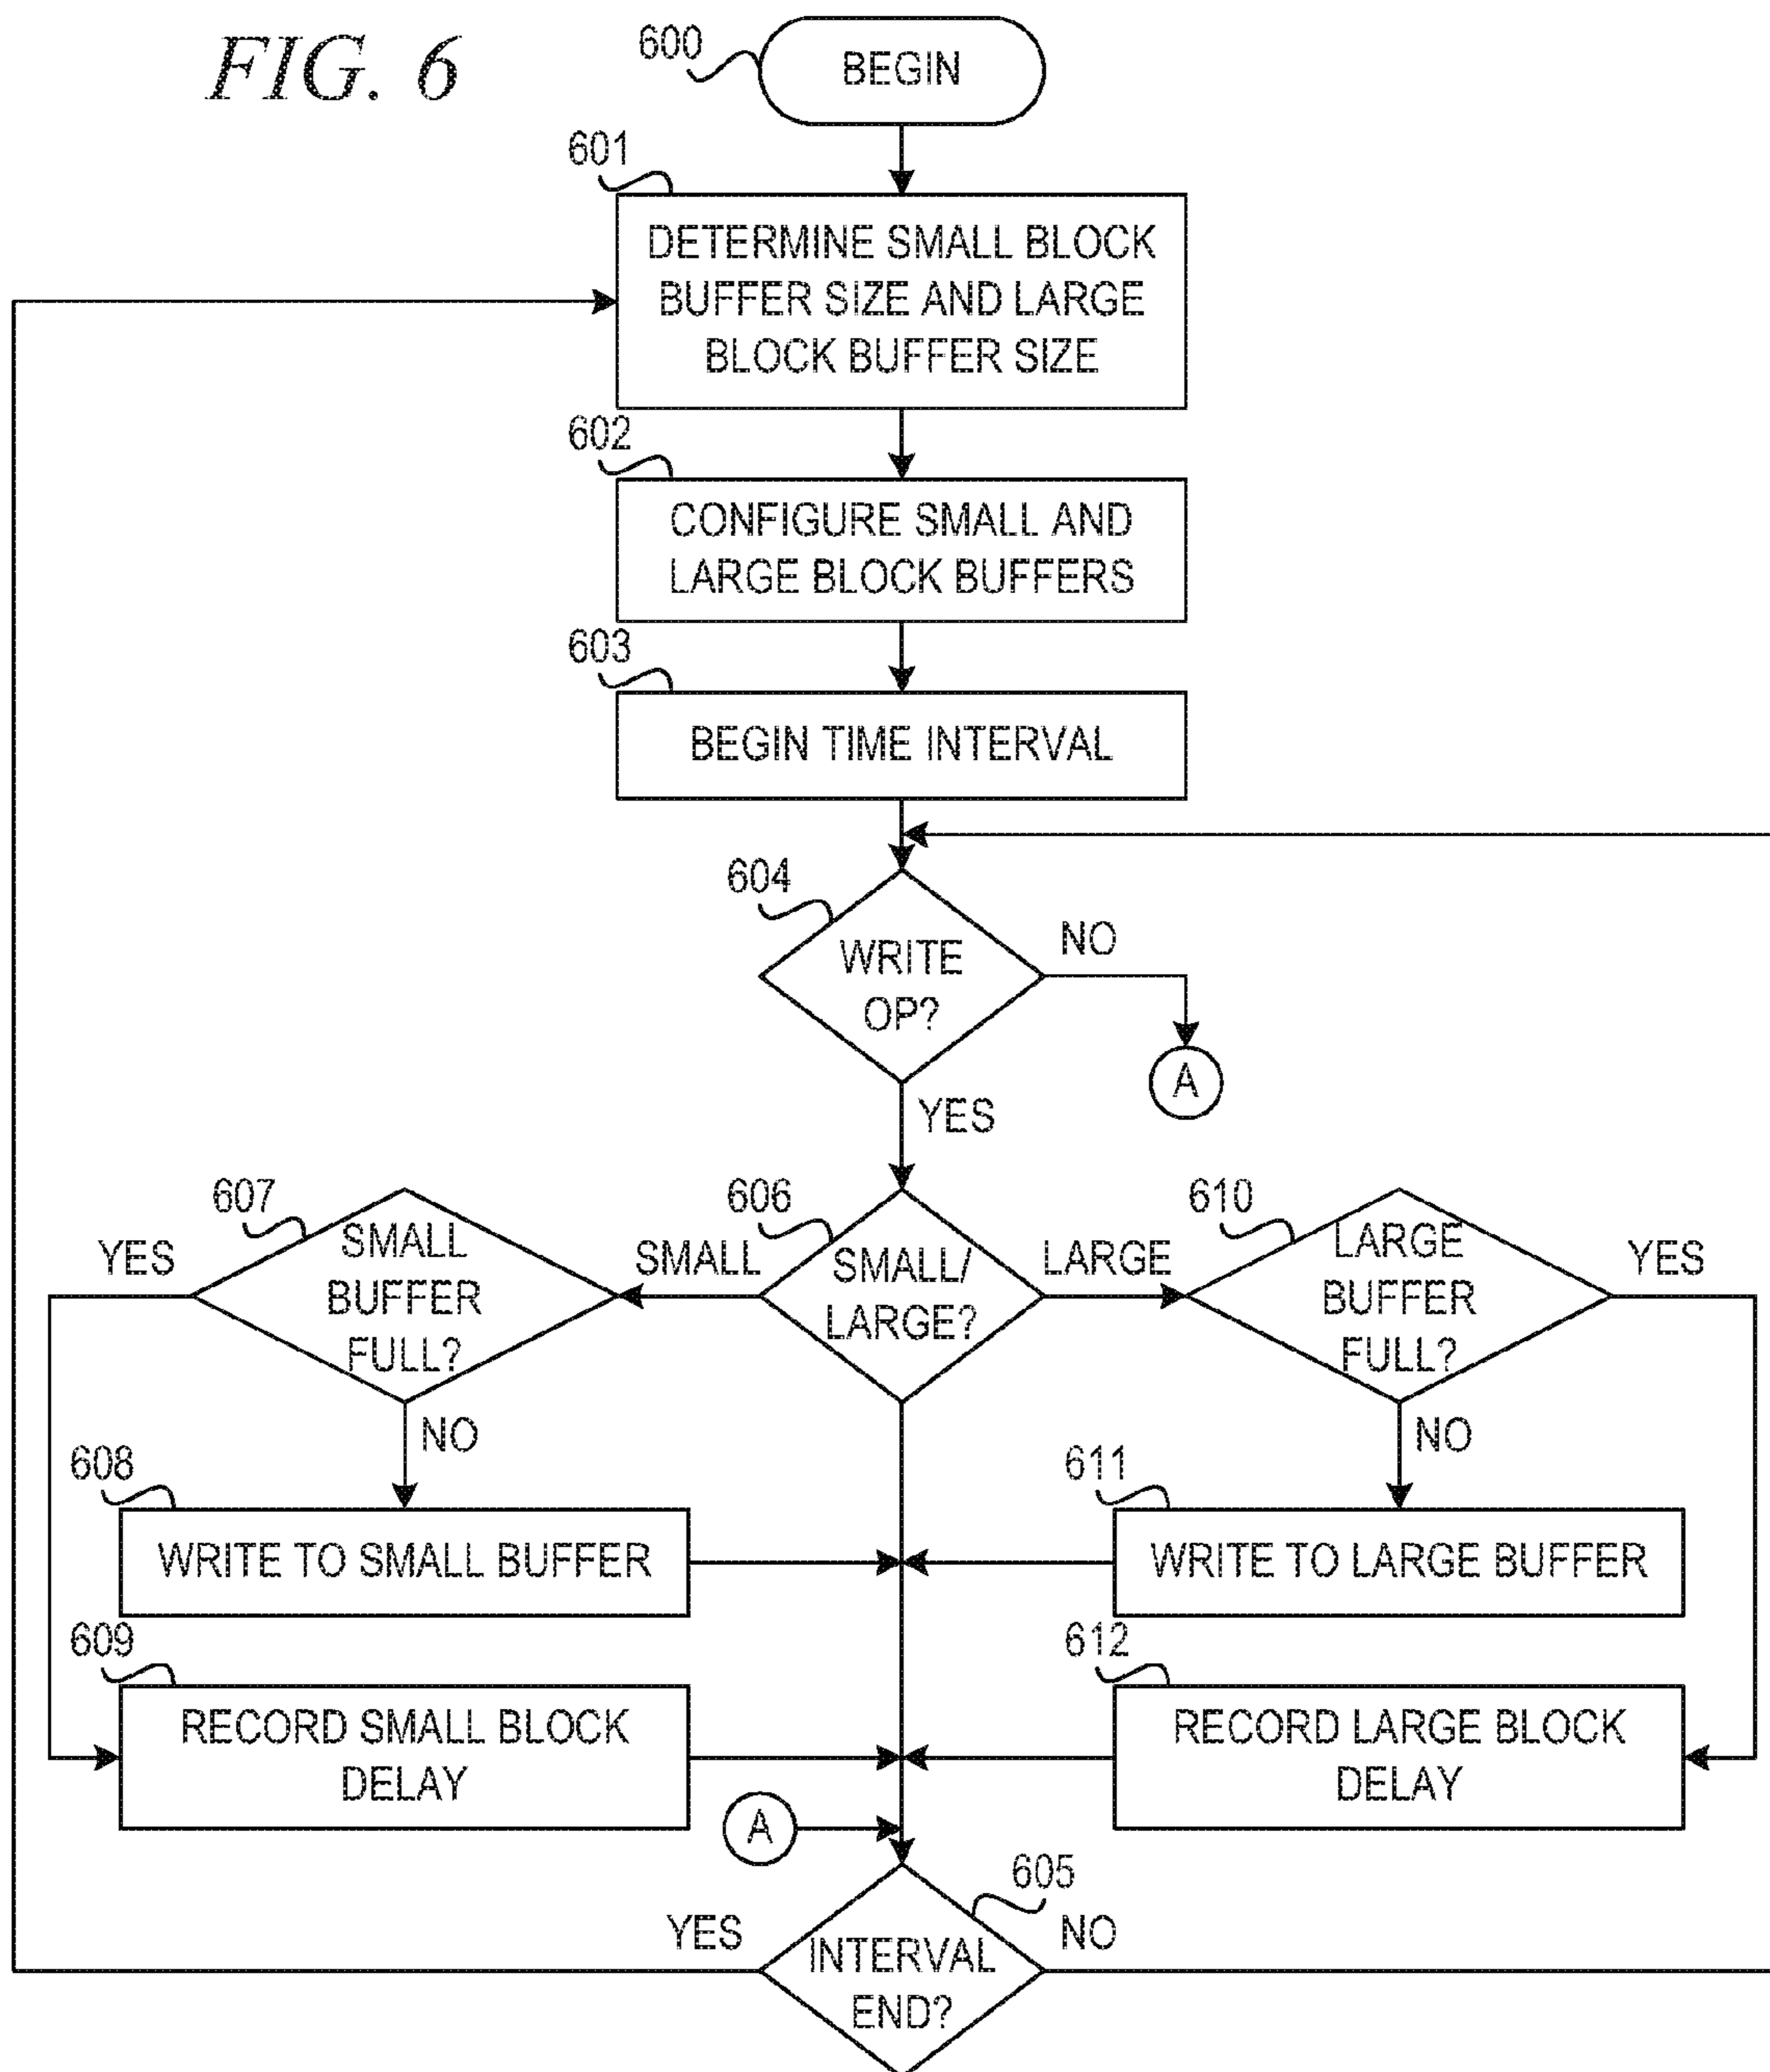 FIG. 6
600
BEGIN
601
DETERMINE SMALL BLOCK
BUFFER SIZE AND LARGE
BLOCK BUFFER SIZE
602
CONFIGURE SMALL AND
LARGE BLOCK BUFFERS
603
BEGIN TIME INTERVAL
604
WRITE
OP?
NO
A
YES
607
SMALL
BUFFER
FULL?
YES
SMALL
606
SMALL/
LARGE?
LARGE
610
LARGE
BUFFER
FULL?
YES
NO
NO
608
WRITE TO SMALL BUFFER
611
WRITE TO LARGE BUFFER
609
RECORD SMALL BLOCK
DELAY
612
RECORD LARGE BLOCK
DELAY
A
605
YES
INTERVAL
END?
NO